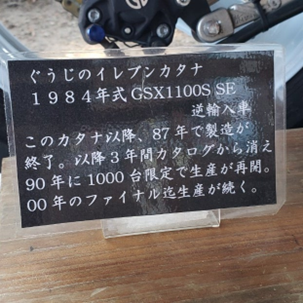 ぐうじのイレブンカタナ
1984年式 GSX1100S SE
逆輸入車
このカタナ以降、87年で製造が
終了。以降3年間カタログから消え
90年に1000台限定で生産が再開。
00年のファイナル迄生産が続く。